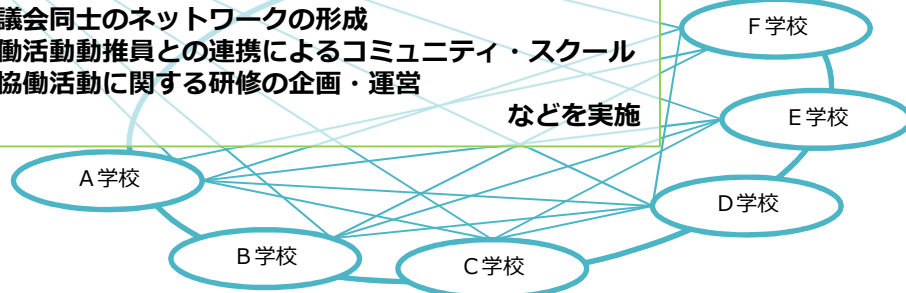 議会同士のネットワークの形成
働活動動推員との連携によるコミュニティ・スクール
協働活動に関する研修の企画・運営
などを実施
F学校
E学校
A学校
D学校
B学校
C学校